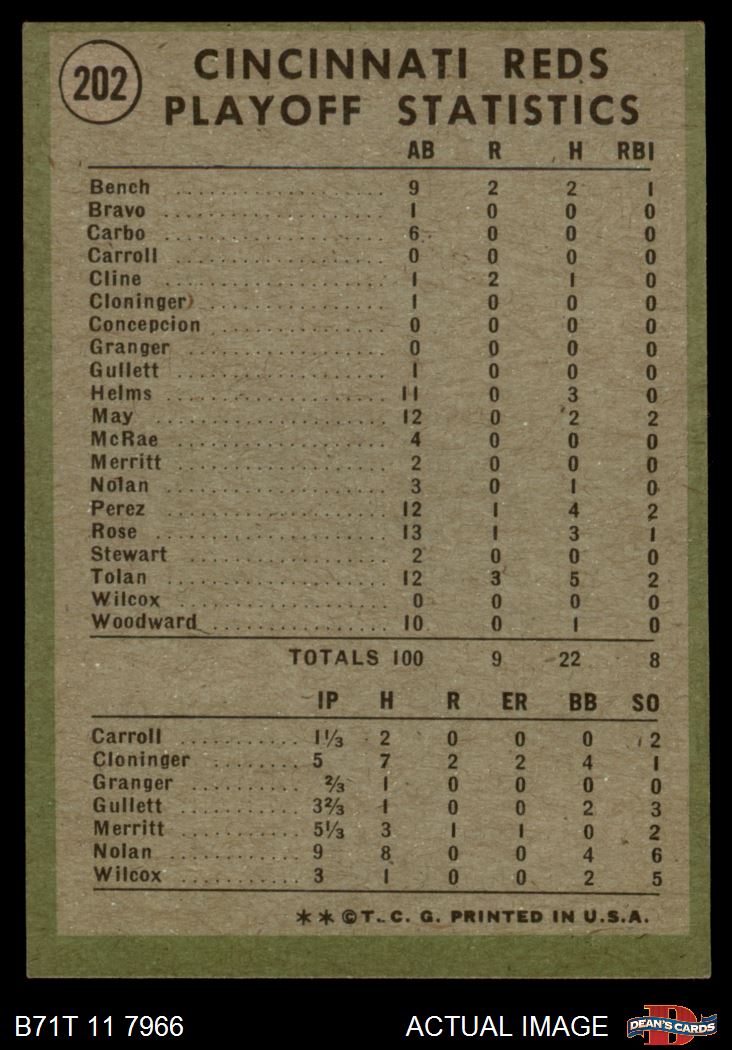 202
CINCINNATI REDS
PLAYOFF STATISTICS
AB R H RBI
Bench 9 2 2 1
Bravo 1 0 0 0
Carbo 6 0 0 0
Carroll 0 0 0 0
Cline 1 2 1 0
Cloninger 1 0 0 0
Concepcion 0 0 0 0
Granger 0 0 0 0
Gullett 1 0 0 0
Helms 11 0 3 0
May 12 0 2 2
McRae 4 0 0 0
Merritt 2 0 0 0
Nolan 3 0 1 0
Perez 12 1 4 2
Rose 13 1 3 1
Stewart 2 0 0 0
Tolan 12 3 5 2
Wilcox 0 0 0 0
Woodward 10 0 1 0
TOTALS 100 9 22 8
IP H R ER BB SO
Carroll 1 1/3 2 0 0 0 2
Cloninger 5 7 2 2 4 1
Granger 2/3 1 0 0 0 0
Gullett 3 2/3 1 0 0 2 3
Merritt 5 1/3 3 1 1 0 2
Nolan 9 8 0 0 4 6
Wilcox 3 1 0 0 2 5
**©T.C.G. PRINTED IN U.S.A.
B71T 11 7966 ACTUAL IMAGE DEAN'S CARDS